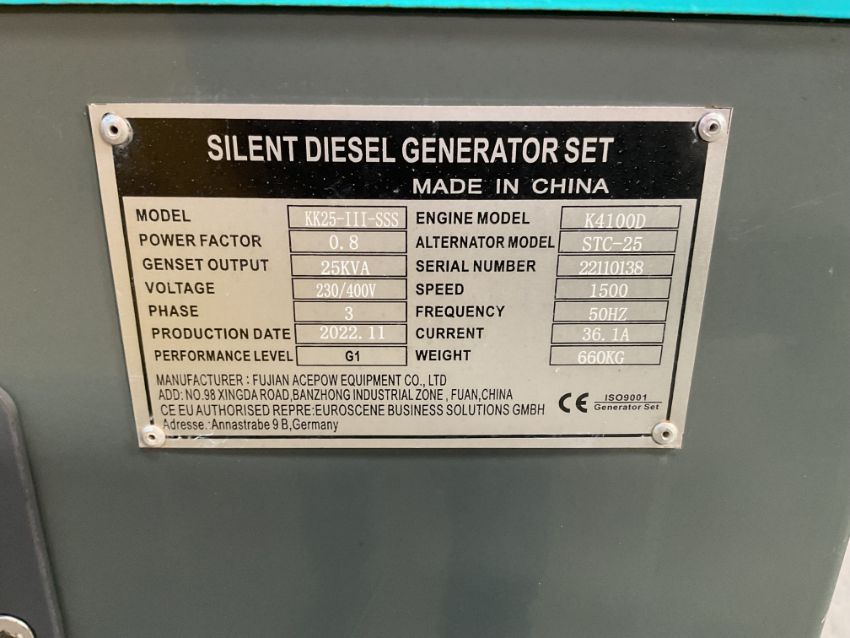 SILENT DIESEL GENERATOR SET
MADE IN CHINA
MODEL KK25-III-SSS ENGINE MODEL K4100D
POWER FACTOR 0.8 ALTERNATOR MODEL STC-25
GENSET OUTPUT 25KVA SERIAL NUMBER 22110138
VOLTAGE 230/400V SPEED 1500
PHASE 3 FREQUENCY 50HZ
PRODUCTION DATE 2022.11 CURRENT 36.1A
PERFORMANCE LEVEL G1 WEIGHT 660KG
MANUFACTURER : FUJIAN ACEPOW EQUIPMENT CO., LTD
ADD: NO.98 XINGDA ROAD,BANZHONG INDUSTRIAL ZONE , FUAN,CHINA
CE EU AUTHORISED REPRE:EUROSCENE BUSINESS SOLUTIONS GMBH
Adresse.:Annastrabe 9 B,Germany
CE ISO9001
Generator Set